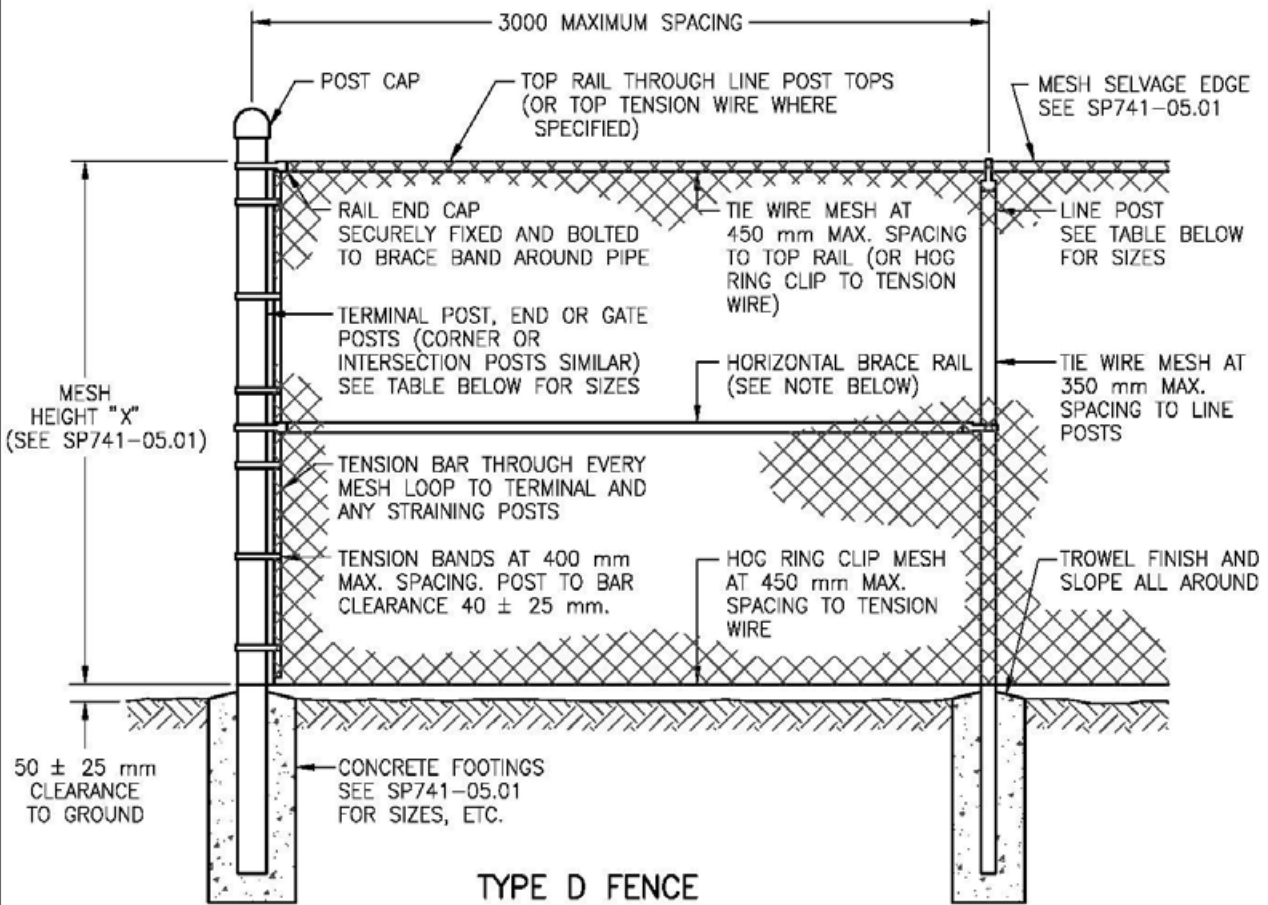 3000 MAXIMUM SPACING
POST CAP
TOP RAIL THROUGH LINE POST TOPS
(OR TOP TENSION WIRE WHERE
SPECIFIED)
MESH SELVAGE EDGE
SEE SP741-05.01
RAIL END CAP
SECURELY FIXED AND BOLTED
TO BRACE BAND AROUND PIPE
TIE WIRE MESH AT
450 mm MAX. SPACING
TO TOP RAIL (OR HOG
RING CLIP TO TENSION
WIRE)
LINE POST
SEE TABLE BELOW
FOR SIZES
TERMINAL POST, END OR GATE
POSTS (CORNER OR
INTERSECTION POSTS SIMILAR)
SEE TABLE BELOW FOR SIZES
HORIZONTAL BRACE RAIL
(SEE NOTE BELOW)
TIE WIRE MESH AT
350 mm MAX.
SPACING TO LINE
POSTS
MESH
HEIGHT "X"
(SEE SP741-05.01)
TENSION BAR THROUGH EVERY
MESH LOOP TO TERMINAL AND
ANY STRAINING POSTS
TENSION BANDS AT 400 mm
MAX. SPACING. POST TO BAR
CLEARANCE 40 ± 25 mm.
HOG RING CLIP MESH
AT 450 mm MAX.
SPACING TO TENSION
WIRE
TROWEL FINISH AND
SLOPE ALL AROUND
50 ± 25 mm
CLEARANCE
TO GROUND
CONCRETE FOOTINGS
SEE SP741-05.01
FOR SIZES, ETC.
TYPE D FENCE